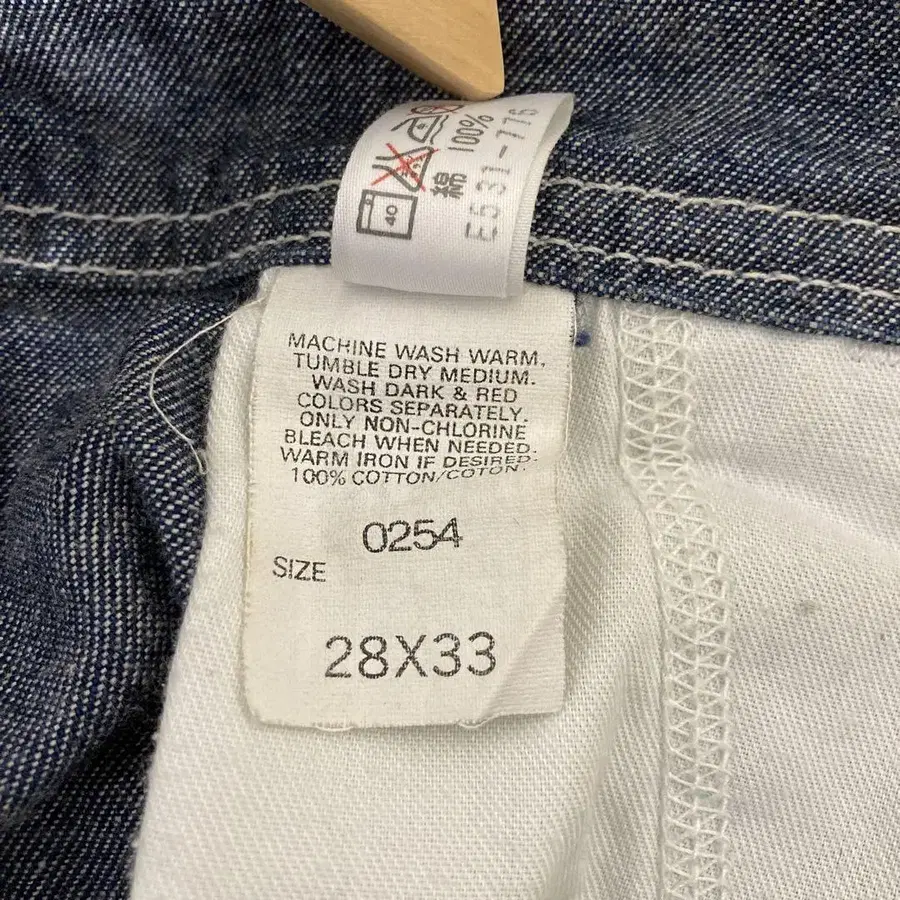 40
綿 100%
E531-776
MACHINE WASH WARM,
TUMBLE DRY MEDIUM.
WASH DARK & RED
COLORS SEPARATELY.
ONLY NON-CHLORINE
BLEACH WHEN NEEDED.
WARM IRON IF DESIRED.
100% COTTON/COTON.
0254
SIZE
28X33